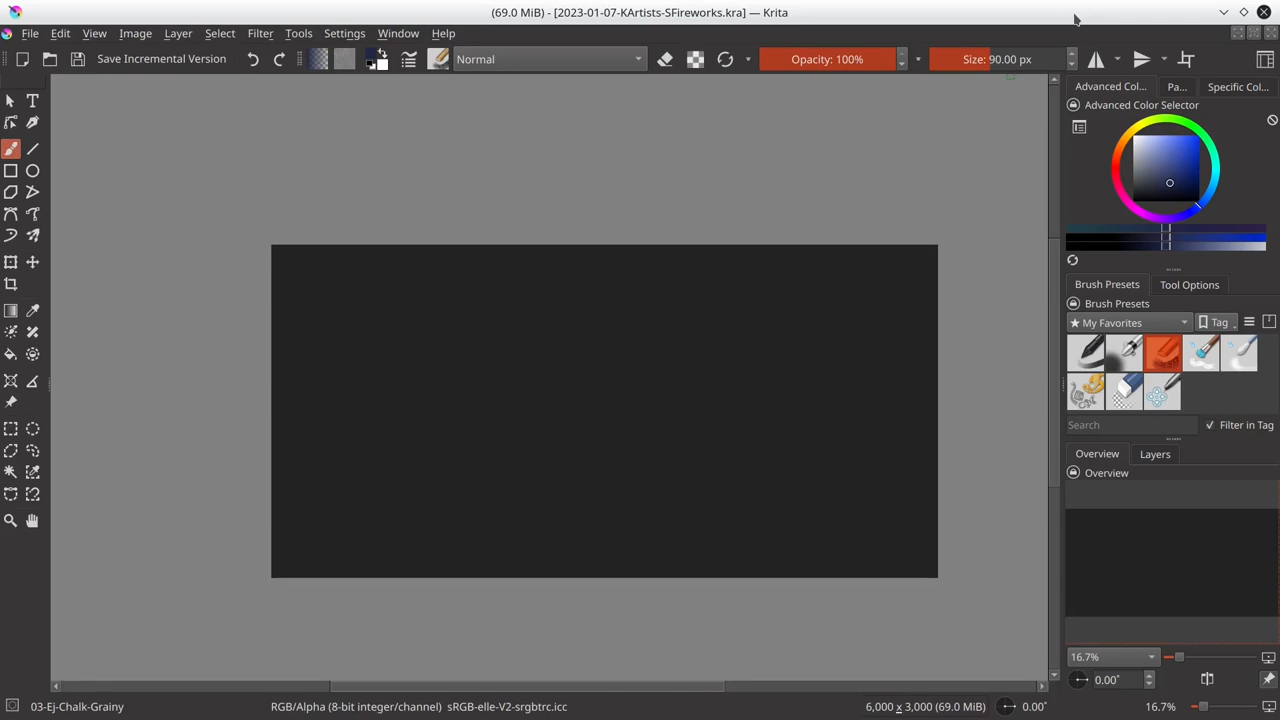 (69.0 MiB) - [2023-01-07-KArtists-SFireworks.kra] — Krita
File Edit View Image Layer Select Filter Tools Settings Window Help
Save Incremental Version Normal Opacity: 100% Size: 90.00 px
Advanced Col... Pa... Specific Col...
Advanced Color Selector
Brush Presets Tool Options
Brush Presets
★ My Favorites Tag
Search Filter in Tag
Overview Layers
Overview
16.7%
0.00°
03-Ej-Chalk-Grainy RGB/Alpha (8-bit integer/channel) sRGB-elle-V2-srgbtrc.icc 6,000 x 3,000 (69.0 MiB) 0.00° 16.7%